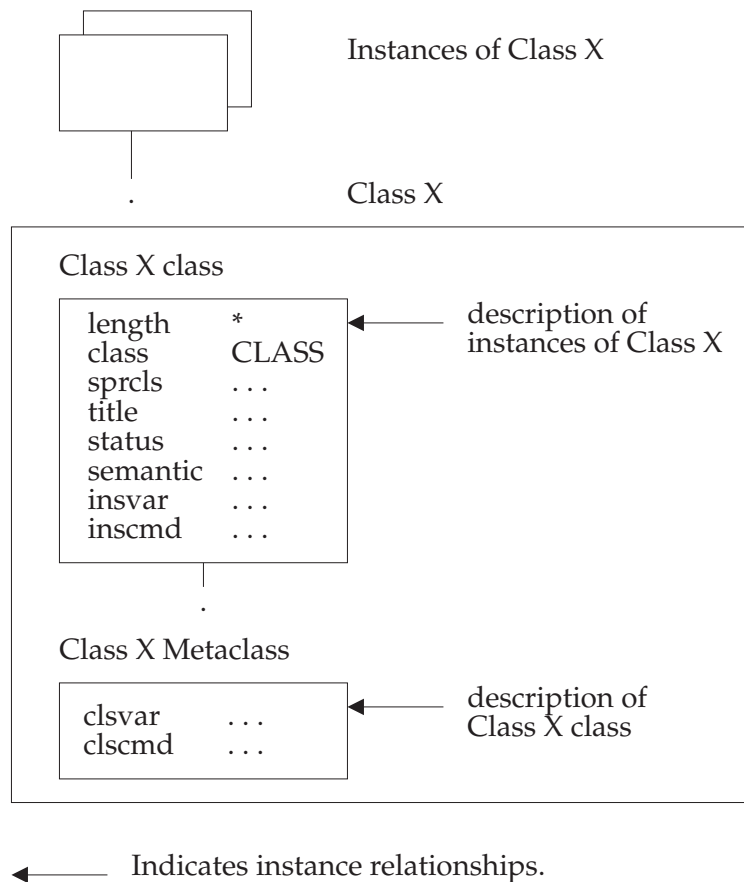 Instances of Class X
.
Class X
Class X class
length *
class CLASS
sprcls . . .
title . . .
status . . .
semantic . . .
insvar . . .
inscmd . . .
description of
instances of Class X
.
Class X Metaclass
clsvar . . .
clscmd . . .
description of
Class X class
Indicates instance relationships.